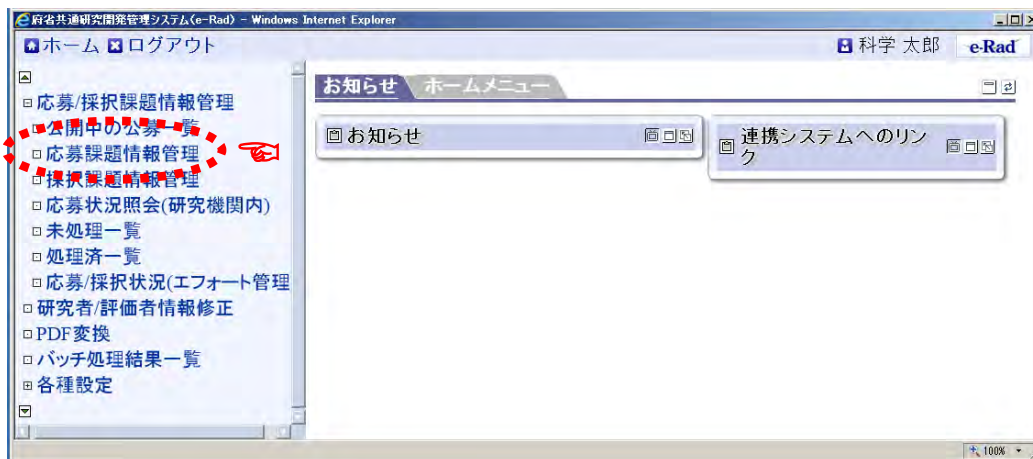 府省共通研究開発管理システム(e-Rad) - Windows Internet Explorer
ホーム ログアウト
科学 太郎 e-Rad
お知らせ ホームメニュー
応募/採択課題情報管理
公開中の公募一覧
応募課題情報管理
採択課題情報管理
応募状況照会(研究機関内)
未処理一覧
処理済一覧
応募/採択状況(エフォート管理
研究者/評価者情報修正
PDF変換
バッチ処理結果一覧
各種設定
お知らせ
連携システムへのリン
ク
100%